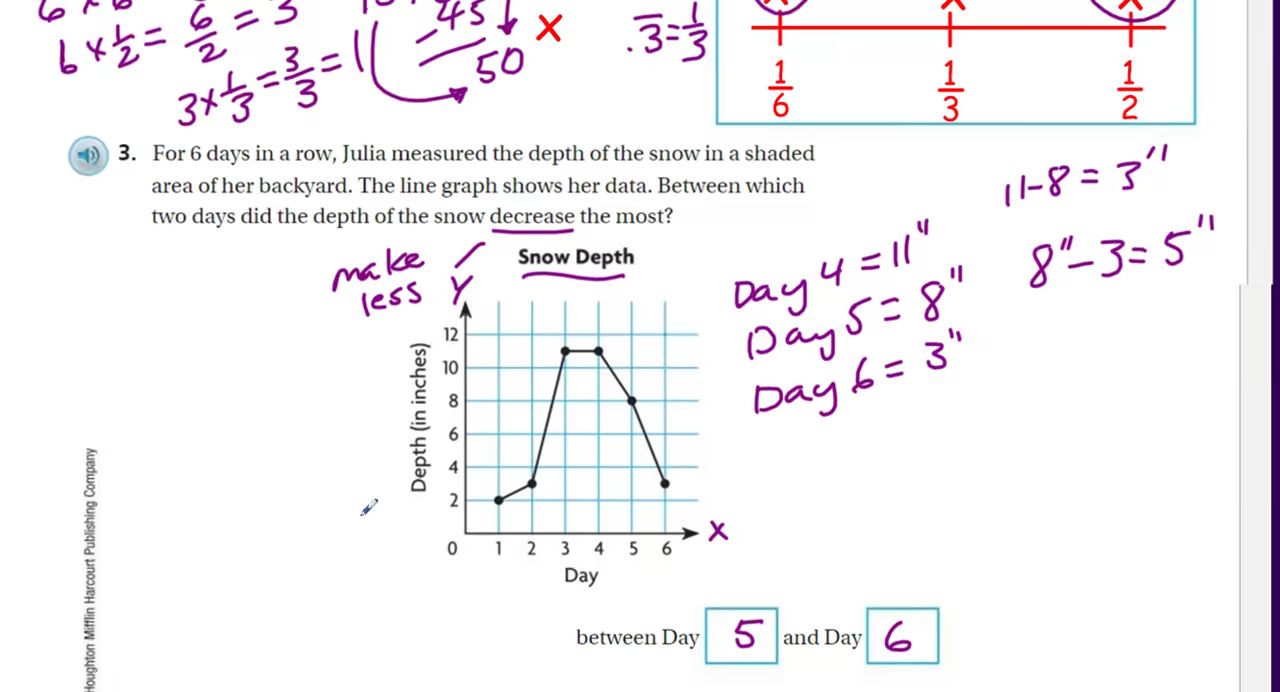 6 × 1/2 = 6/2 = 3
3 × 1/3 = 3/3 = 1
- 45
50
×
.3 = 1/3
1/6 1/3 1/2
3. For 6 days in a row, Julia measured the depth of the snow in a shaded
area of her backyard. The line graph shows her data. Between which
two days did the depth of the snow decrease the most?
11-8 = 3"
8"-3 = 5"
make
less
Snow Depth
Day 4 = 11"
Day 5 = 8"
Day 6 = 3"
Y
Depth (in inches)
12
10
8
6
4
2
0 1 2 3 4 5 6
X
Day
between Day 5 and Day 6
Houghton Mifflin Harcourt Publishing Company